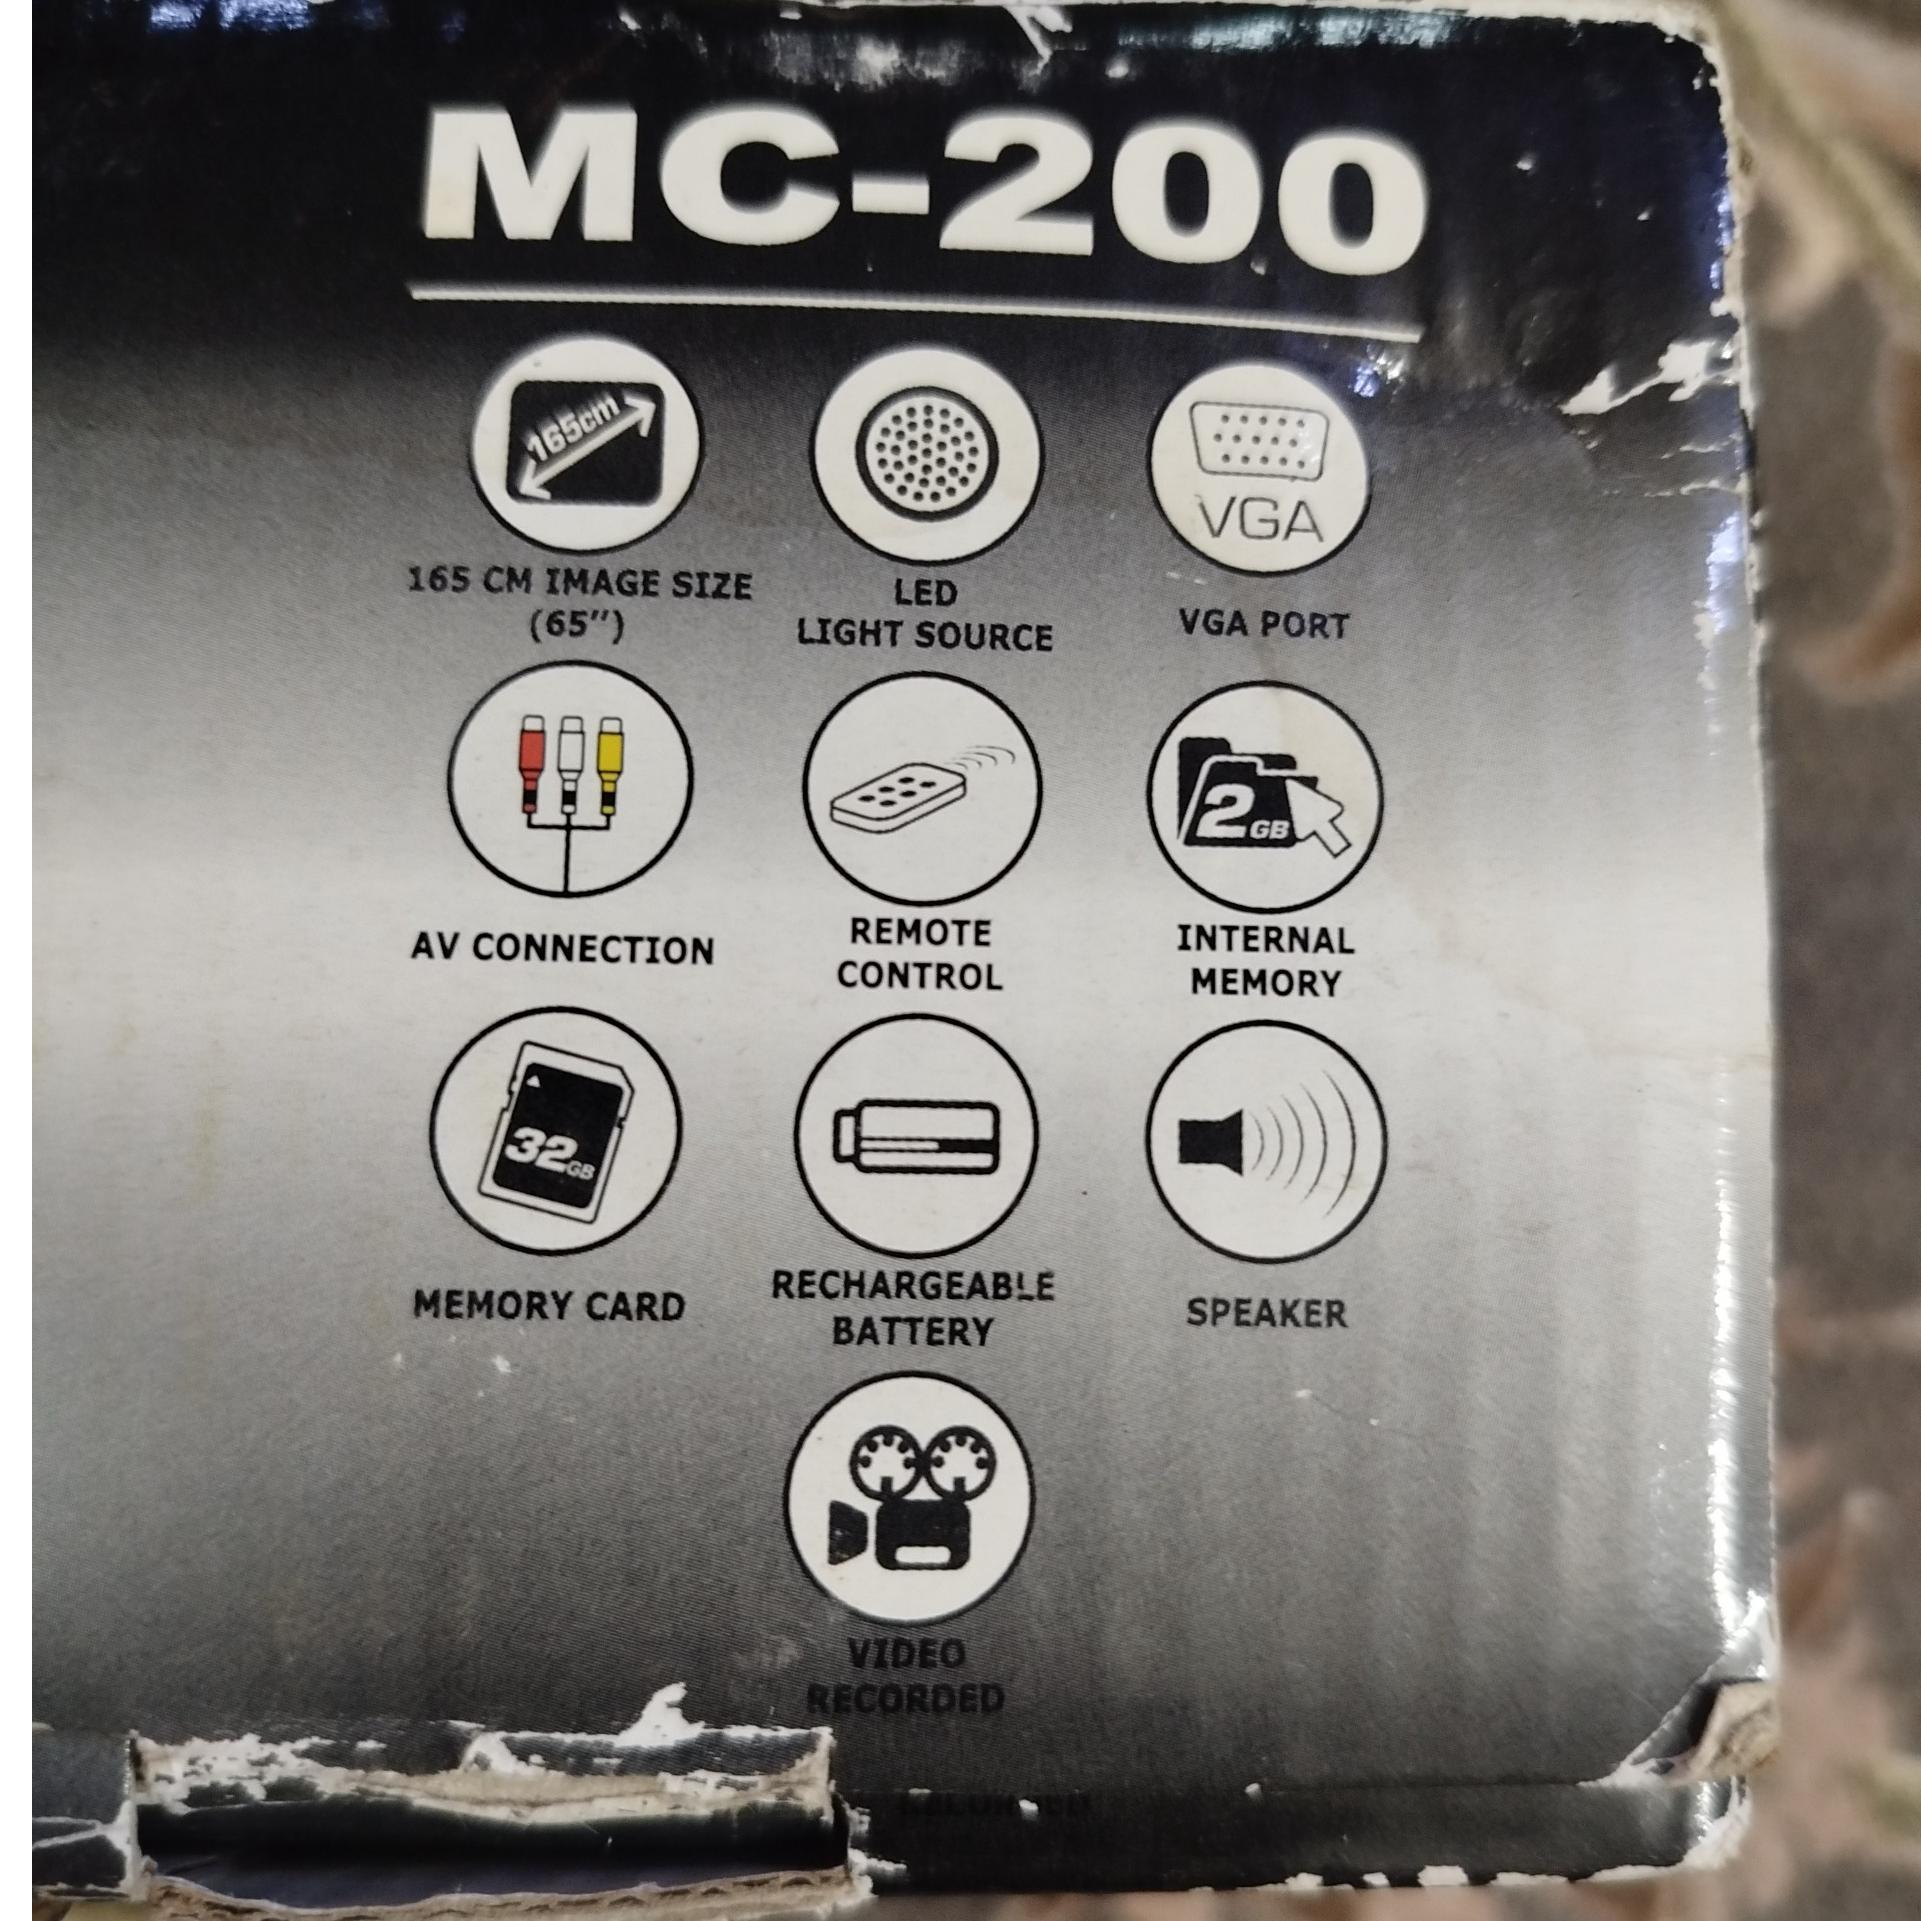 MC-200
165cm
VGA
165 CM IMAGE SIZE
(65")
LED
LIGHT SOURCE
VGA PORT
2GB
AV CONNECTION
REMOTE
CONTROL
INTERNAL
MEMORY
32GB
MEMORY CARD
RECHARGEABLE
BATTERY
SPEAKER
VIDEO
RECORDED